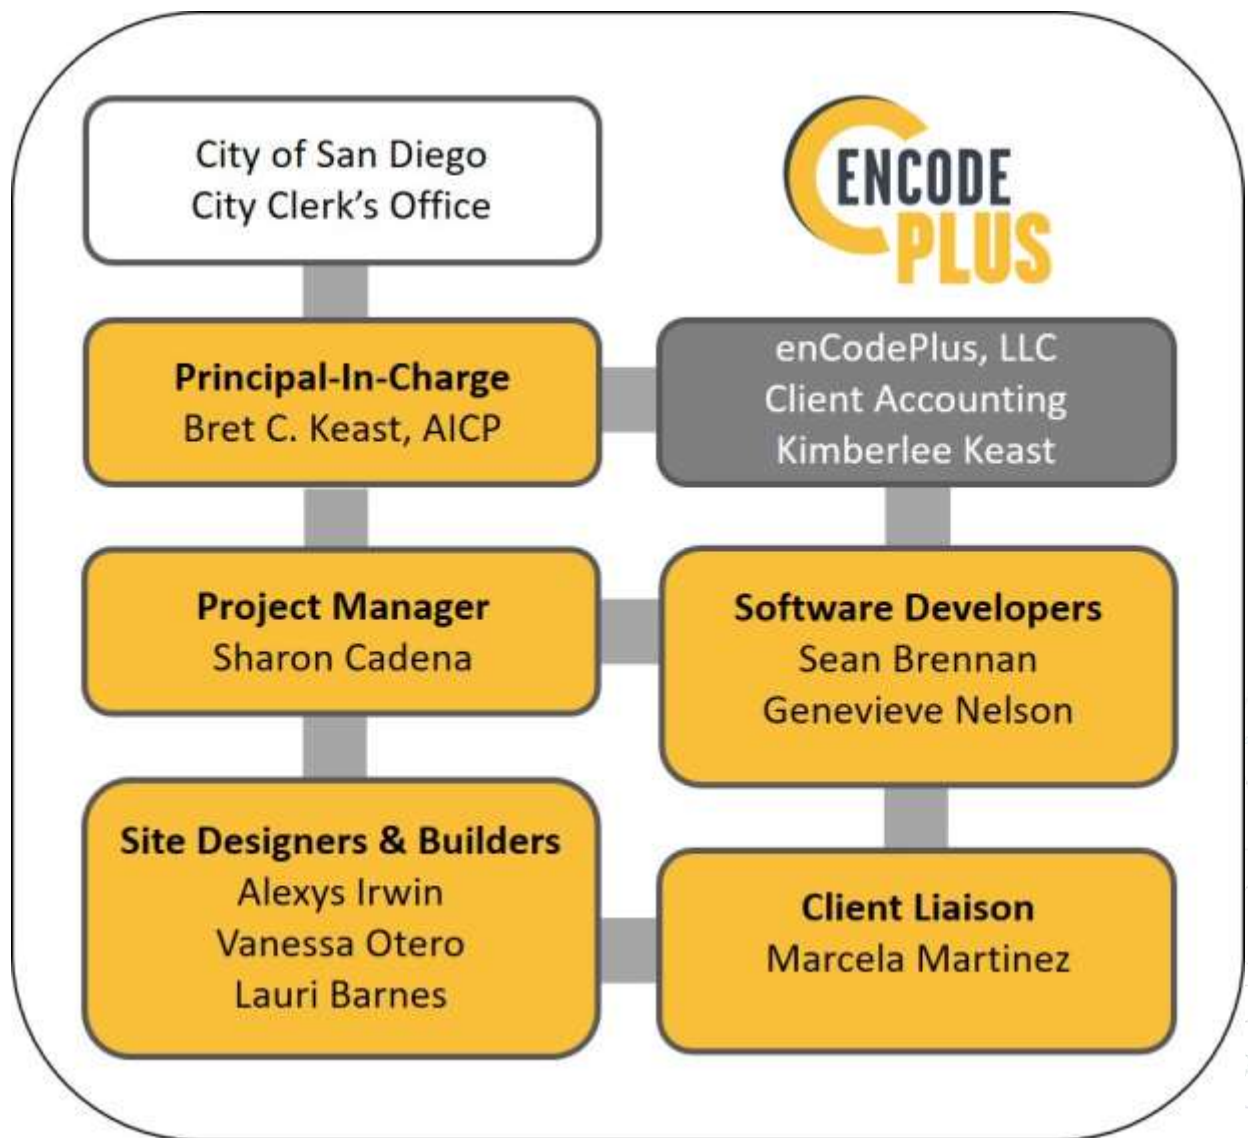 City of San Diego
City Clerk’s Office
ENCODE
PLUS
Principal-In-Charge
Bret C. Keast, AICP
enCodePlus, LLC
Client Accounting
Kimberlee Keast
Project Manager
Sharon Cadena
Software Developers
Sean Brennan
Genevieve Nelson
Site Designers & Builders
Alexys Irwin
Vanessa Otero
Lauri Barnes
Client Liaison
Marcela Martinez